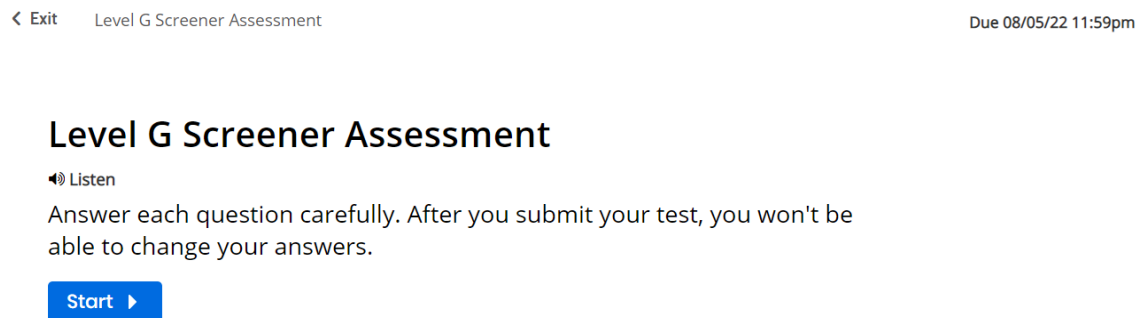 Exit Level G Screener Assessment Due 08/05/22 11:59pm
Level G Screener Assessment
Listen
Answer each question carefully. After you submit your test, you won't be
able to change your answers.
Start